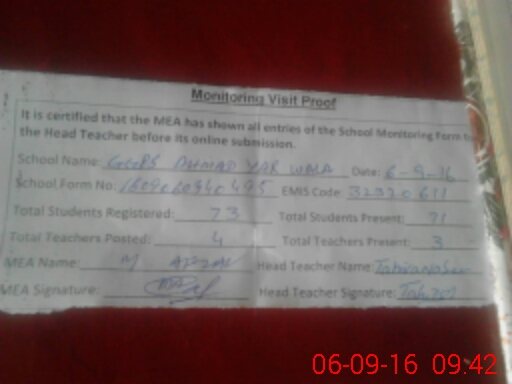 Monitoring Visit Proof
It is certified that the MEA has shown all entries of the School Monitoring Form to
the Head Teacher before its online submission.
School Name: GGPS AHMAD YAR WALA Date: 6-9-16
School Form No: EMIS Code: 32320611
Total Students Registered: 73 Total Students Present: 71
Total Teachers Posted: 4 Total Teachers Present: 3
MEA Name: M AFZAL Head Teacher Name:
MEA Signature: Head Teacher Signature:
06-09-16 09:42